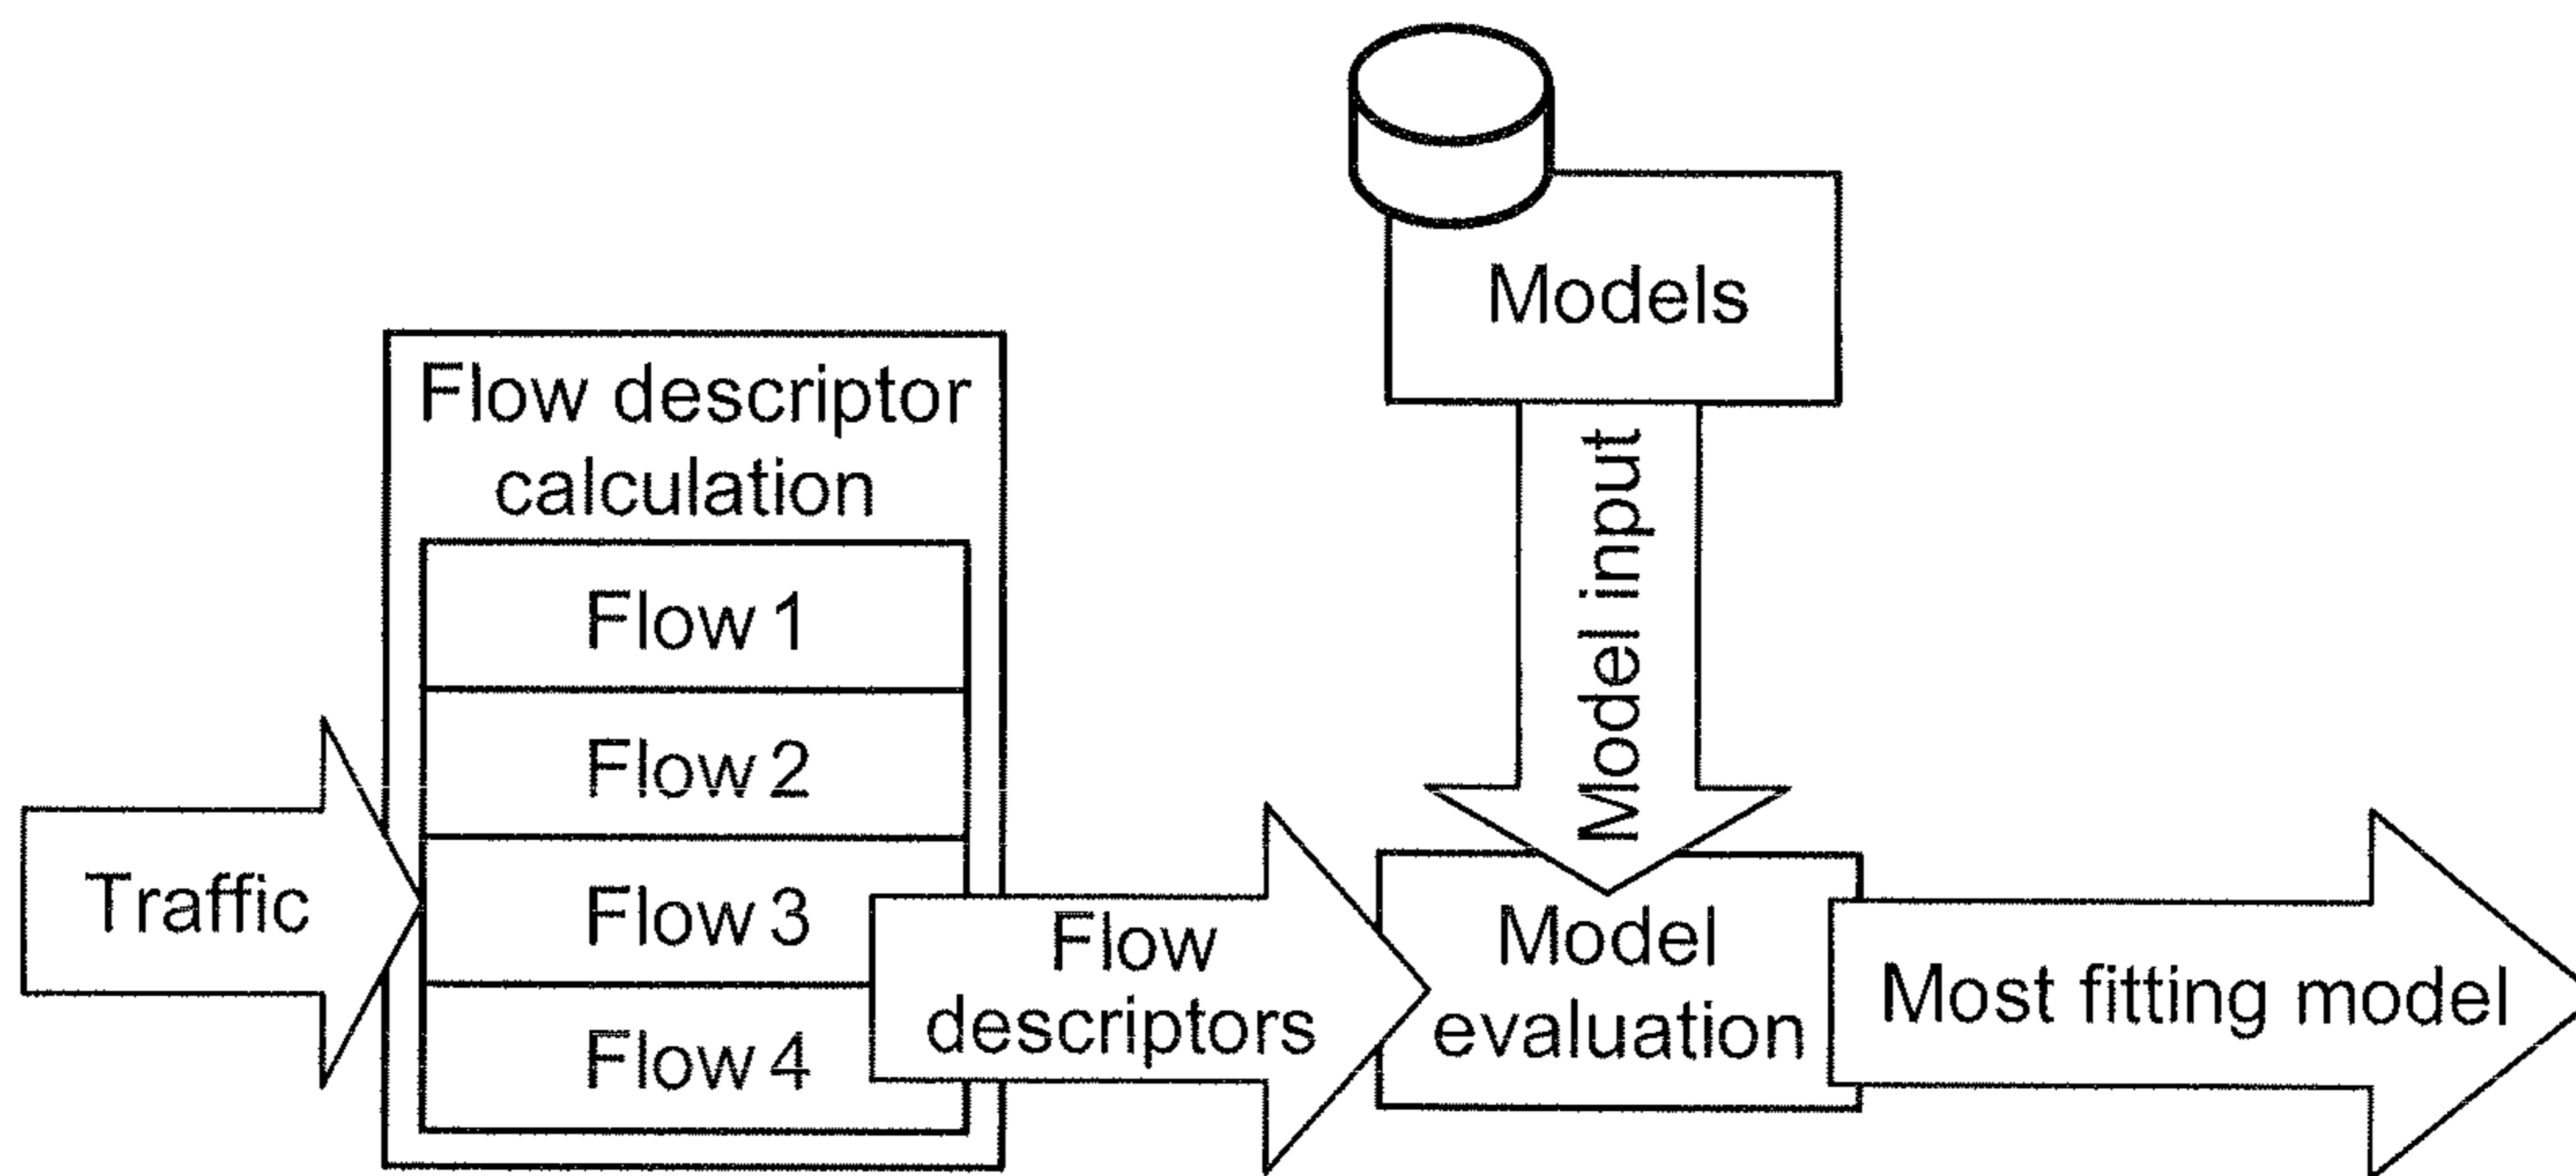 Models
Flow descriptor
calculation
Model input
Flow 1
Flow 2
Flow 3
Flow 4
Traffic
Flow
descriptors
Model
evaluation
Most fitting model